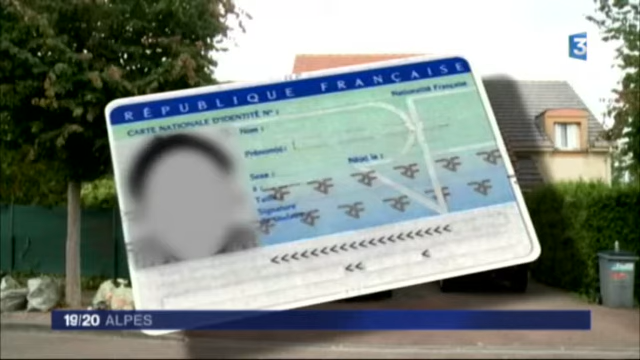 3
RÉPUBLIQUE FRANÇAISE
CARTE NATIONALE D'IDENTITÉ Nº :
Nationalité Française
Nom :
Prénom(s) :
Né(e) le :
Sexe :
à :
Taille
Signature
du titulaire
<<<<<<<<<<<<<<<<<<<<<
<< <
19/20 ALPES